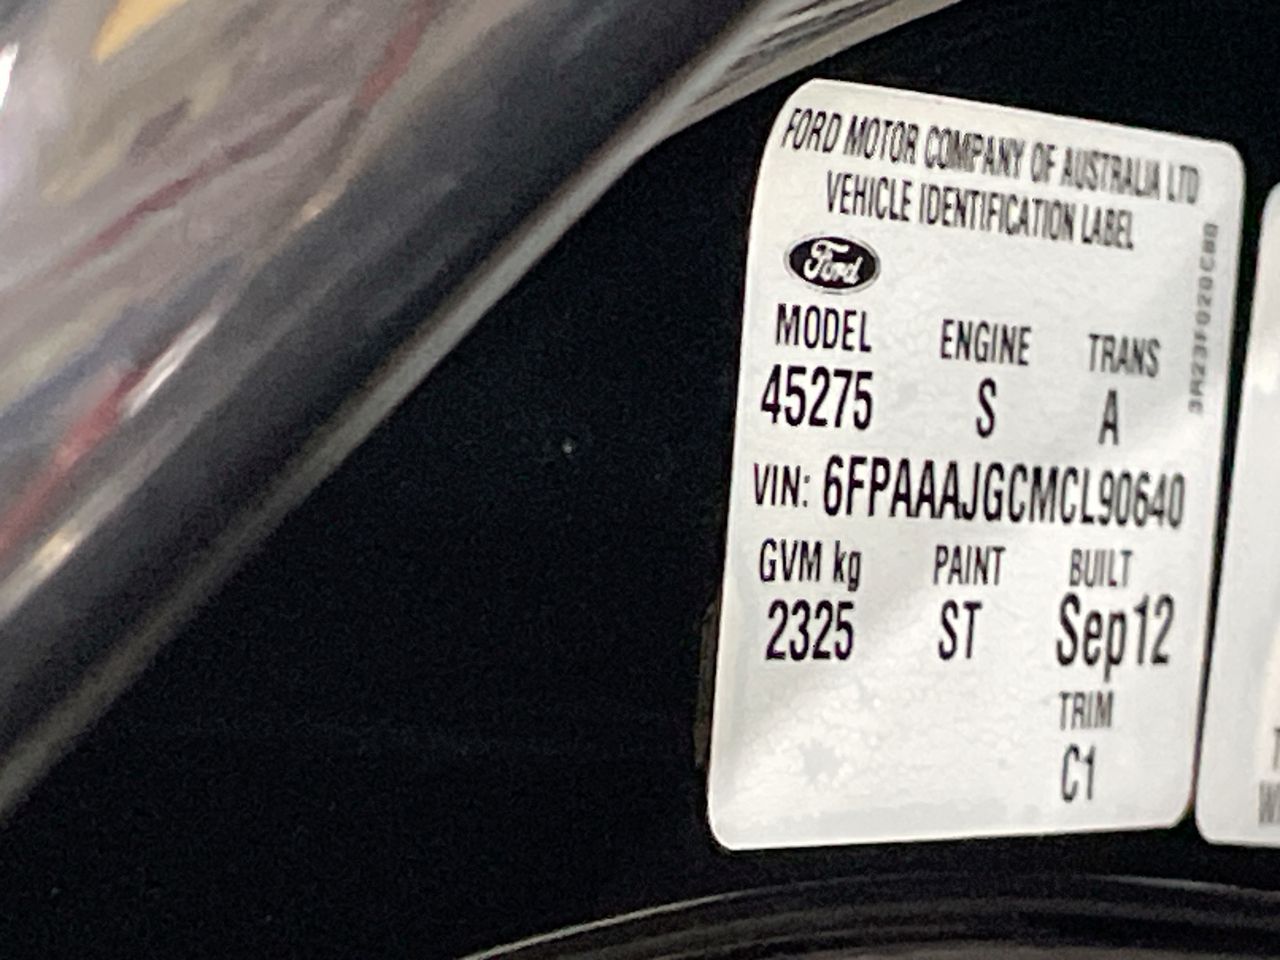 FORD MOTOR COMPANY OF AUSTRALIA LTD
VEHICLE IDENTIFICATION LABEL
Ford
MODEL ENGINE TRANS
45275 S A
VIN: 6FPAAAJGCMCL90640
GVM kg PAINT BUILT
2325 ST Sep12
TRIM
C1